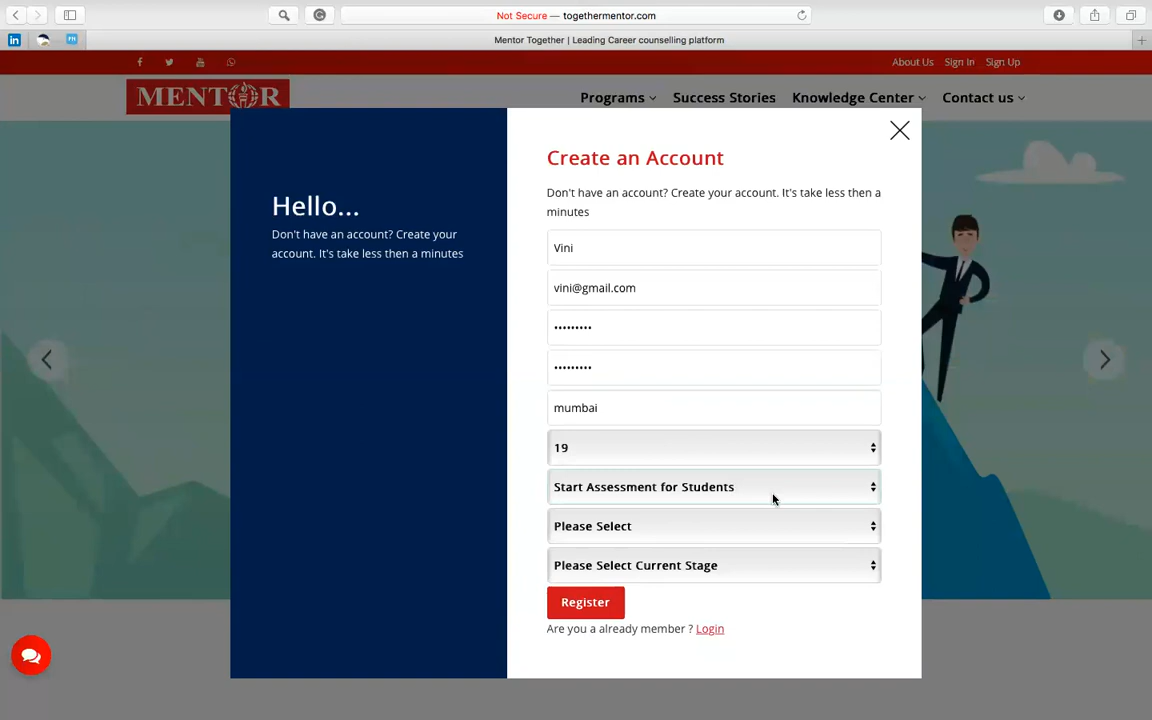 Not Secure — togethermentor.com
Mentor Together | Leading Career counselling platform
About Us Sign In Sign Up
MENTOR
Programs Success Stories Knowledge Center Contact us
Hello...
Don't have an account? Create your
account. It's take less then a minutes
Create an Account
Don't have an account? Create your account. It's take less then a
minutes
Vini
vini@gmail.com
•••••••••
•••••••••
mumbai
19
Start Assessment for Students
Please Select
Please Select Current Stage
Register
Are you a already member ? Login